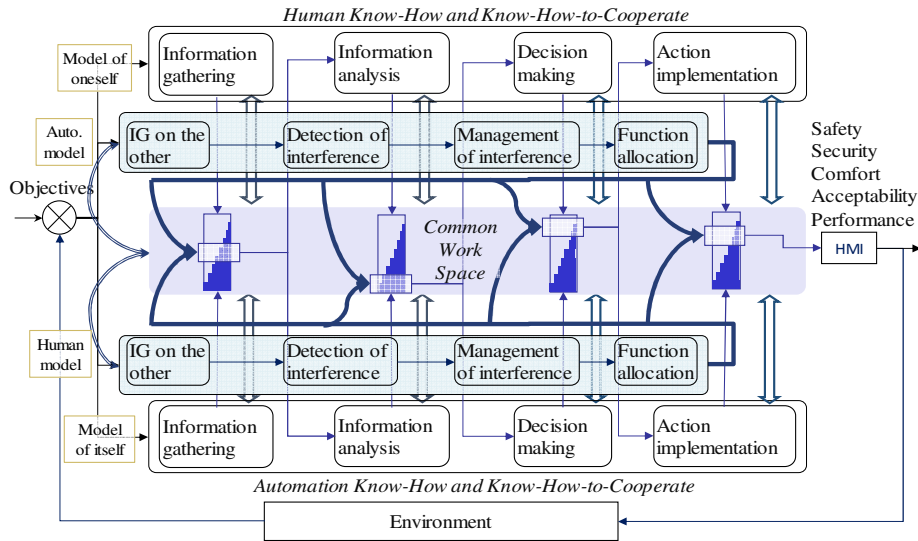 Human Know-How and Know-How-to-Cooperate
Model of
oneself
Information
gathering
Information
analysis
Decision
making
Action
implementation
Auto.
model
IG on the
other
Detection of
interference
Management
of interference
Function
allocation
Safety
Security
Comfort
Acceptability
Performance
Objectives
Common
Work
Space
HMI
Human
model
IG on the
other
Detection of
interference
Management
of interference
Function
allocation
Model
of itself
Information
gathering
Information
analysis
Decision
making
Action
implementation
Automation Know-How and Know-How-to-Cooperate
Environment